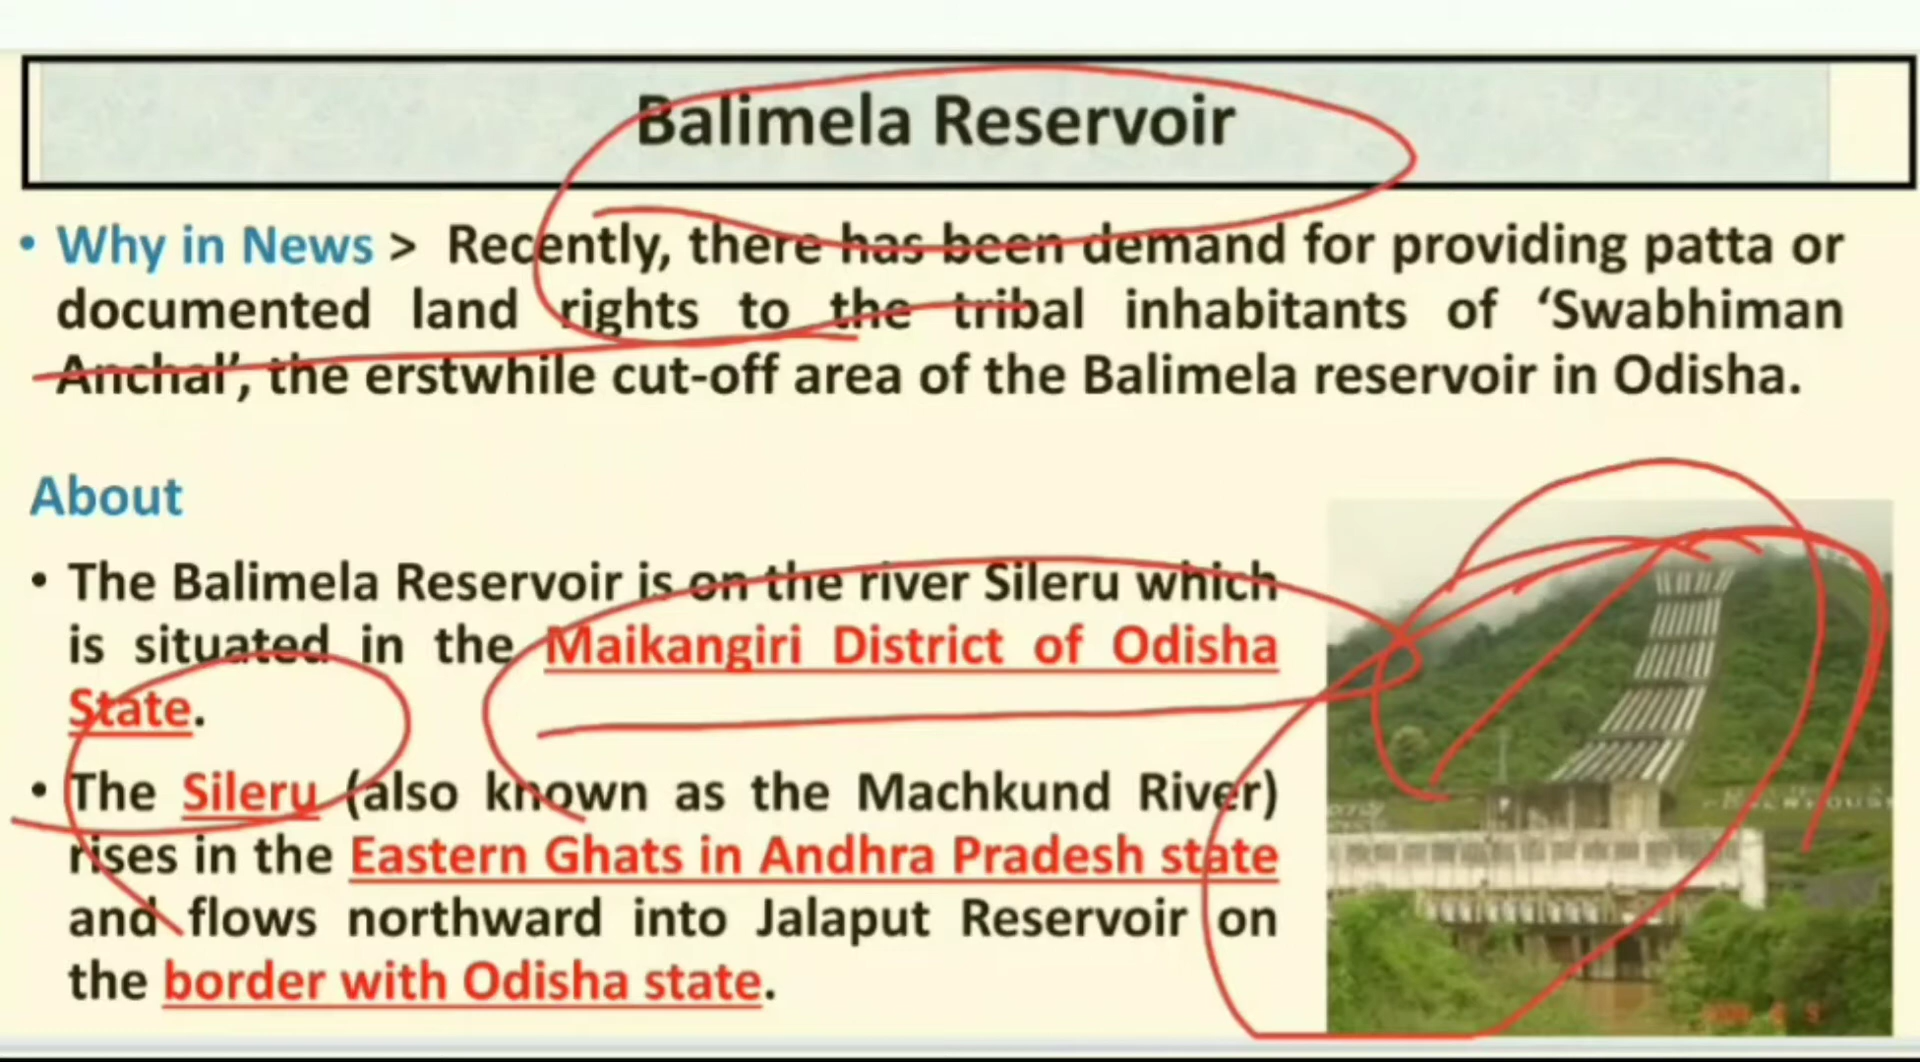 Balimela Reservoir
• Why in News > Recently, there has been demand for providing patta or
documented land rights to the tribal inhabitants of ‘Swabhiman
Anchal’, the erstwhile cut-off area of the Balimela reservoir in Odisha.
About
• The Balimela Reservoir is on the river Sileru which
is situated in the Maikangiri District of Odisha
State.
• The Sileru (also known as the Machkund River)
rises in the Eastern Ghats in Andhra Pradesh state
and flows northward into Jalaput Reservoir on
the border with Odisha state.